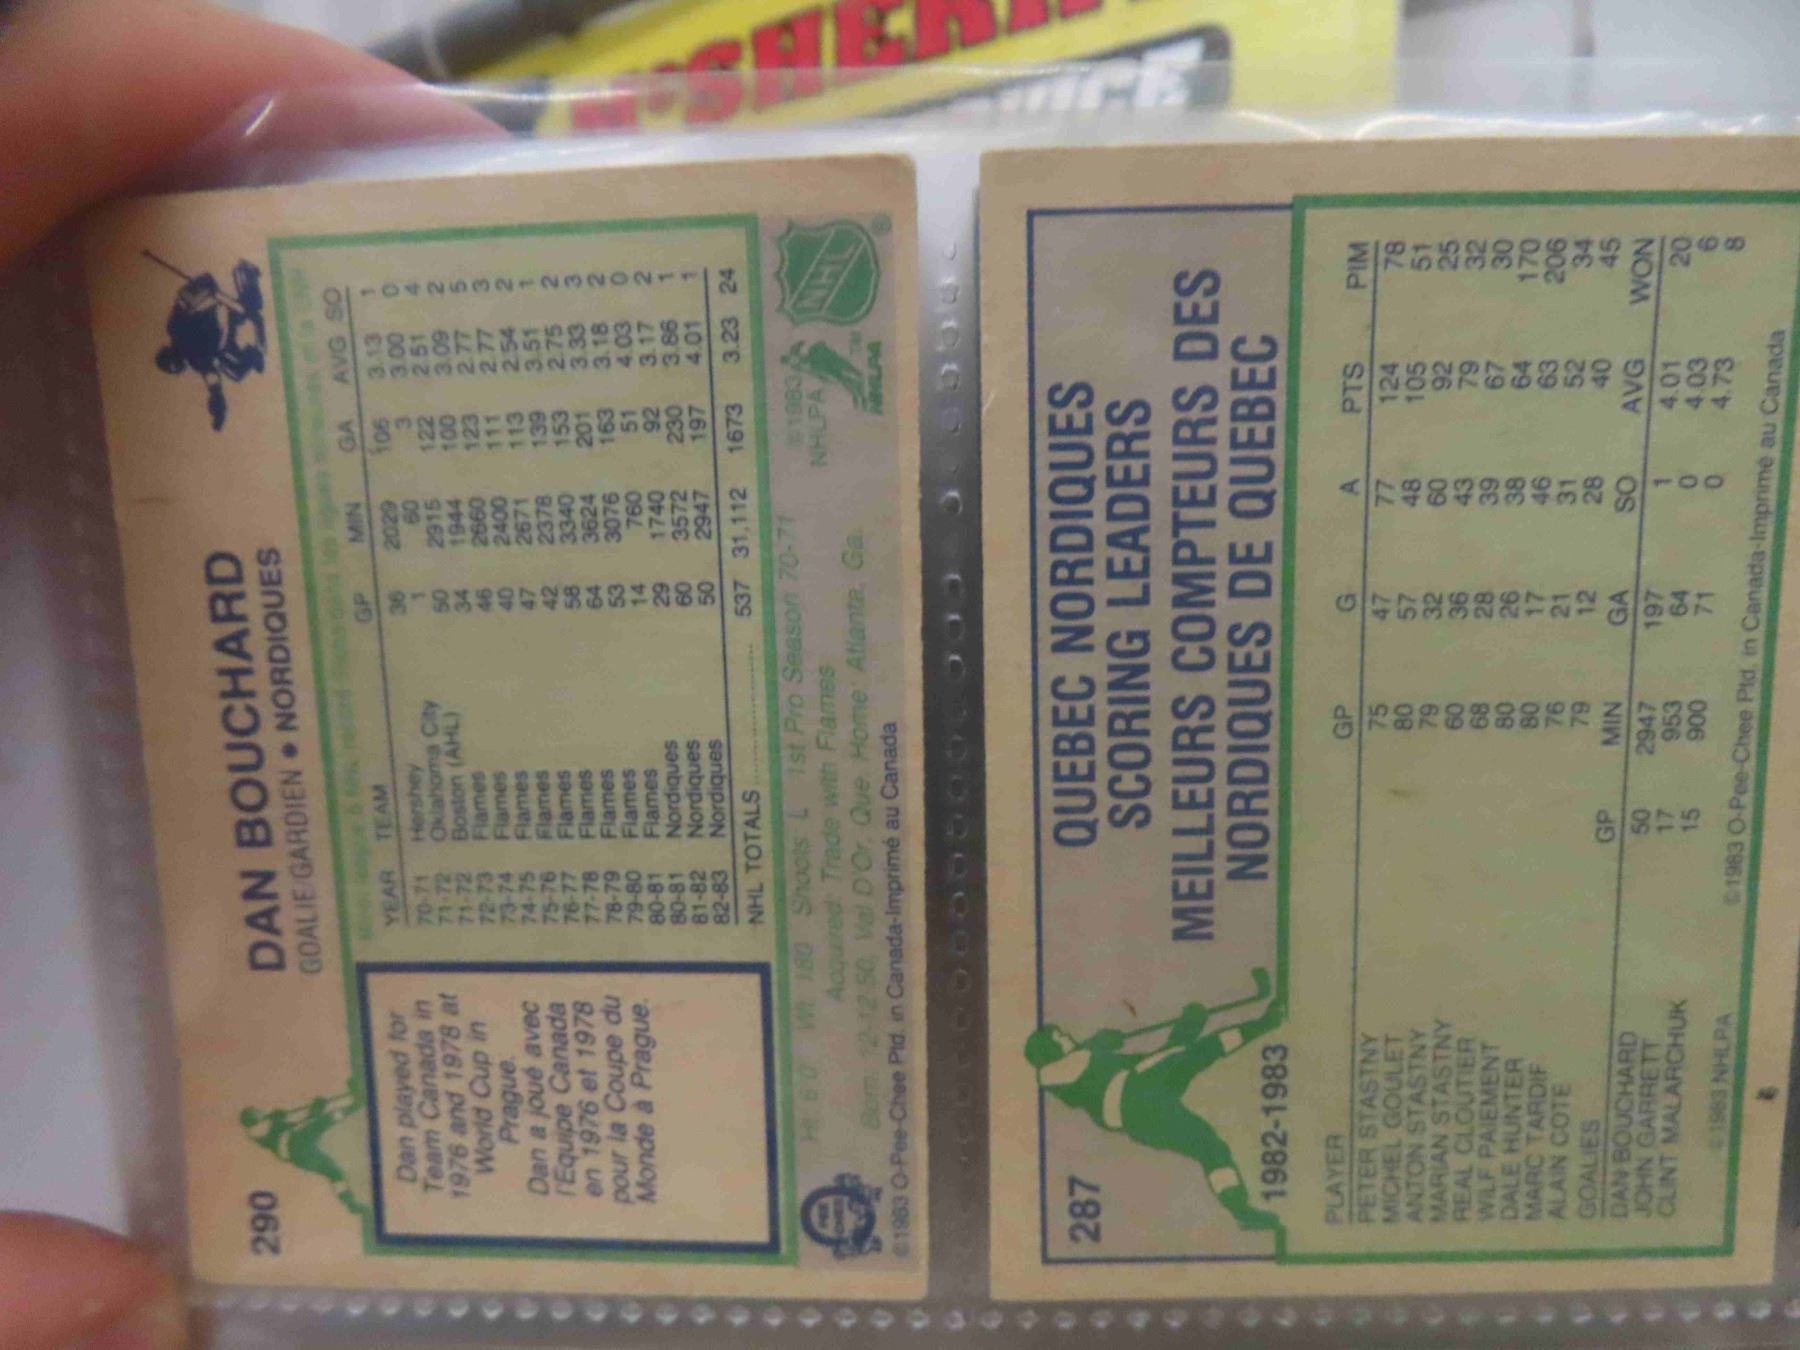 McSHER
290
DAN BOUCHARD
GOALIE/GARDIEN • NORDIQUES
Dan played for
Team Canada in
1976 and 1978 at
World Cup in
Prague.
Dan a joué avec
l'Equipe Canada
en 1976 et 1978
pour la Coupe du
Monde à Prague.
YEAR TEAM GP MIN GA AVG SO
70-71 Hershey 36 2029 106 3.13 1
71-72 Oklahoma City 1 60 3 3.00 0
71-72 Boston (AHL) 50 2915 122 2.51 4
72-73 Flames 34 1944 100 3.09 2
73-74 Flames 46 2660 123 2.77 5
74-75 Flames 40 2400 111 2.77 3
75-76 Flames 47 2671 113 2.54 2
76-77 Flames 42 2378 139 3.51 1
77-78 Flames 58 3340 153 2.75 2
78-79 Flames 64 3624 201 3.33 3
79-80 Flames 53 3076 163 3.18 2
80-81 Flames 14 760 51 4.03 0
80-81 Nordiques 29 1740 92 3.17 2
81-82 Nordiques 60 3572 230 3.86 1
82-83 Nordiques 50 2947 197 4.01 1
NHL TOTALS 537 31,112 1673 3.23 24
Ht 6'0" Wt 180 Shoots L 1st Pro Season 70-71
Acquired: Trade with Flames
Born 12-12-50, Val D'Or, Que. Home: Atlanta, Ga.
©1983 NHLPA
NHLPA TM
NHL ®
©1983 O-Pee-Chee Ptd. in Canada-Imprimé au Canada
287
QUEBEC NORDIQUES
SCORING LEADERS
MEILLEURS COMPTEURS DES
NORDIQUES DE QUEBEC
1982-1983
PLAYER GP G A PTS PIM
PETER STASTNY 75 47 77 124 78
MICHEL GOULET 80 57 48 105 51
ANTON STASTNY 79 32 60 92 25
MARIAN STASTNY 60 36 43 79 32
REAL CLOUTIER 68 28 39 67 30
WILF PAIEMENT 80 26 38 64 170
DALE HUNTER 80 17 46 63 206
MARC TARDIF 76 21 31 52 34
ALAIN COTE 79 12 28 40 45
GOALIES GP MIN GA SO AVG WON
DAN BOUCHARD 50 2947 197 1 4.01 20
JOHN GARRETT 17 953 64 0 4.03 6
CLINT MALARCHUK 15 900 71 0 4.73 8
©1983 NHLPA ©1983 O-Pee-Chee Ptd. in Canada-Imprimé au Canada